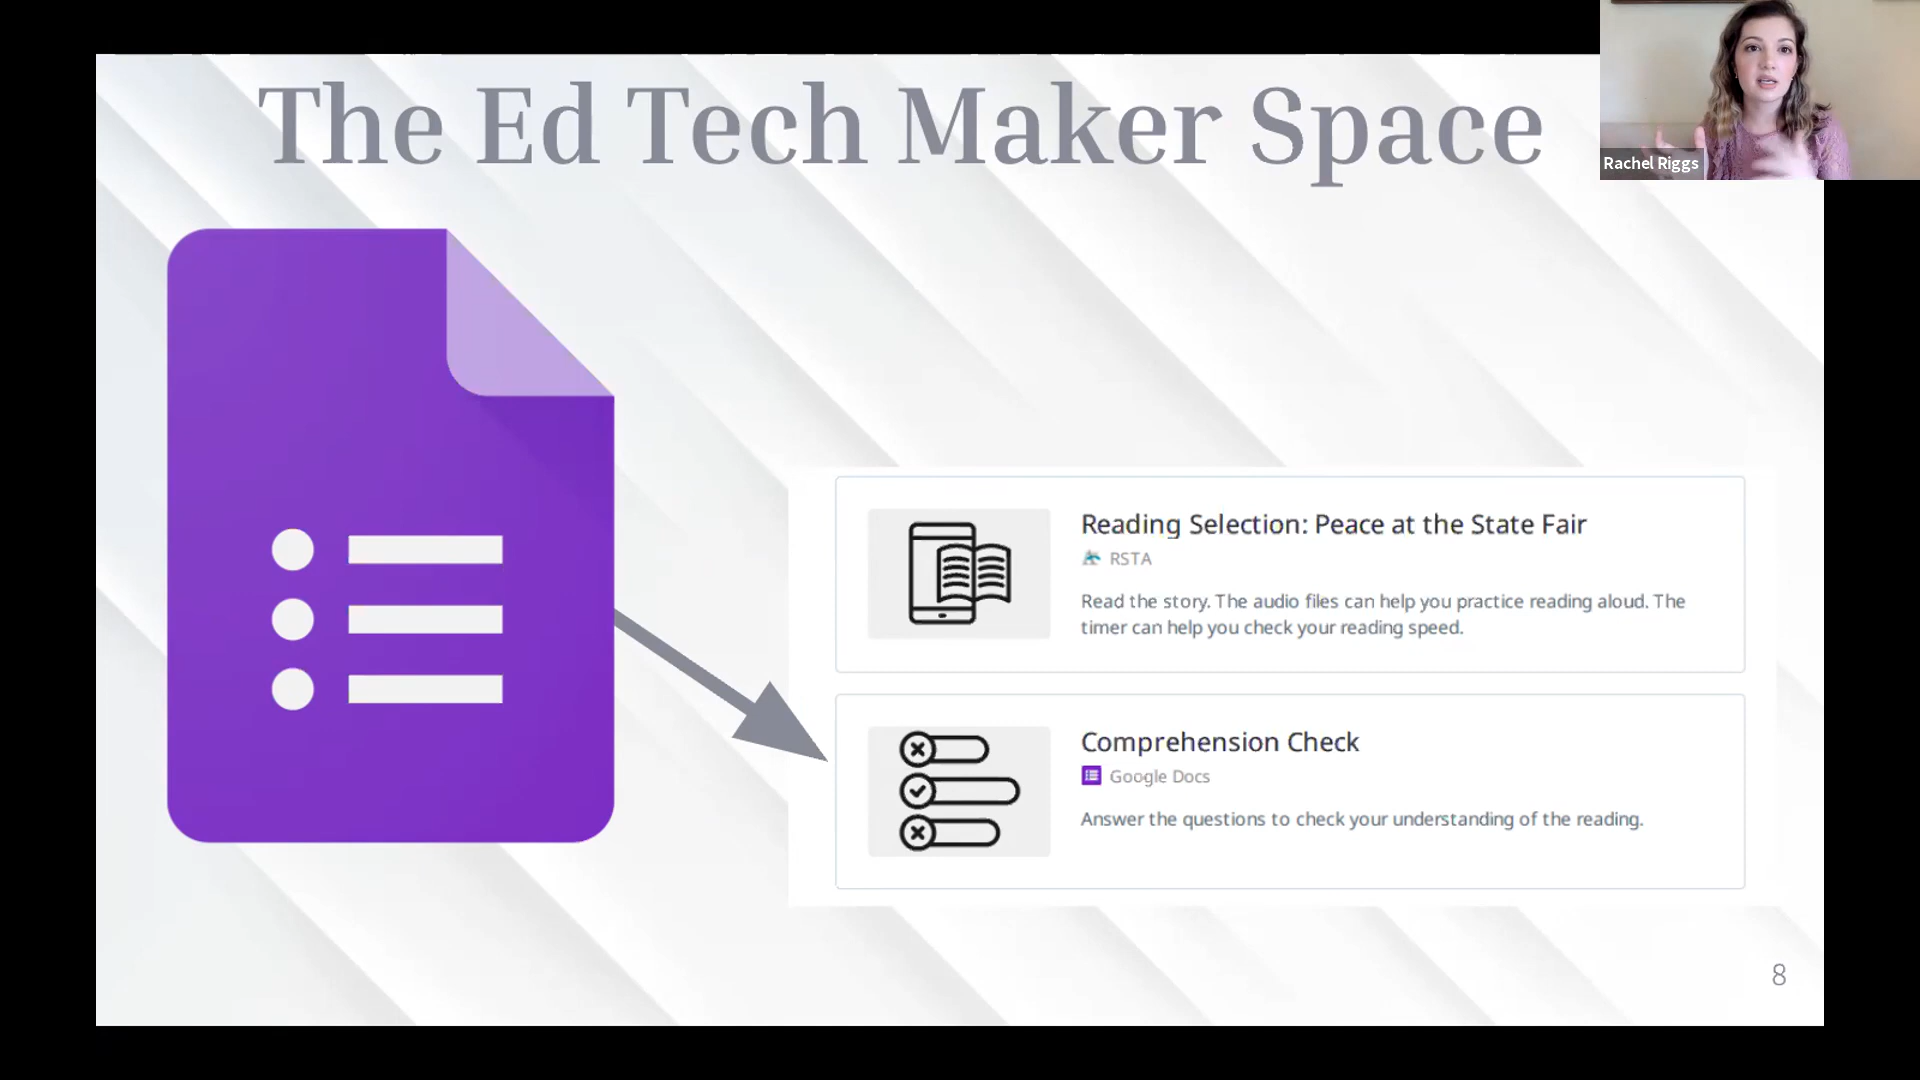 The Ed Tech Maker Space
Rachel Riggs
Reading Selection: Peace at the State Fair
RSTA
Read the story. The audio files can help you practice reading aloud. The
timer can help you check your reading speed.
Comprehension Check
Google Docs
Answer the questions to check your understanding of the reading.
8